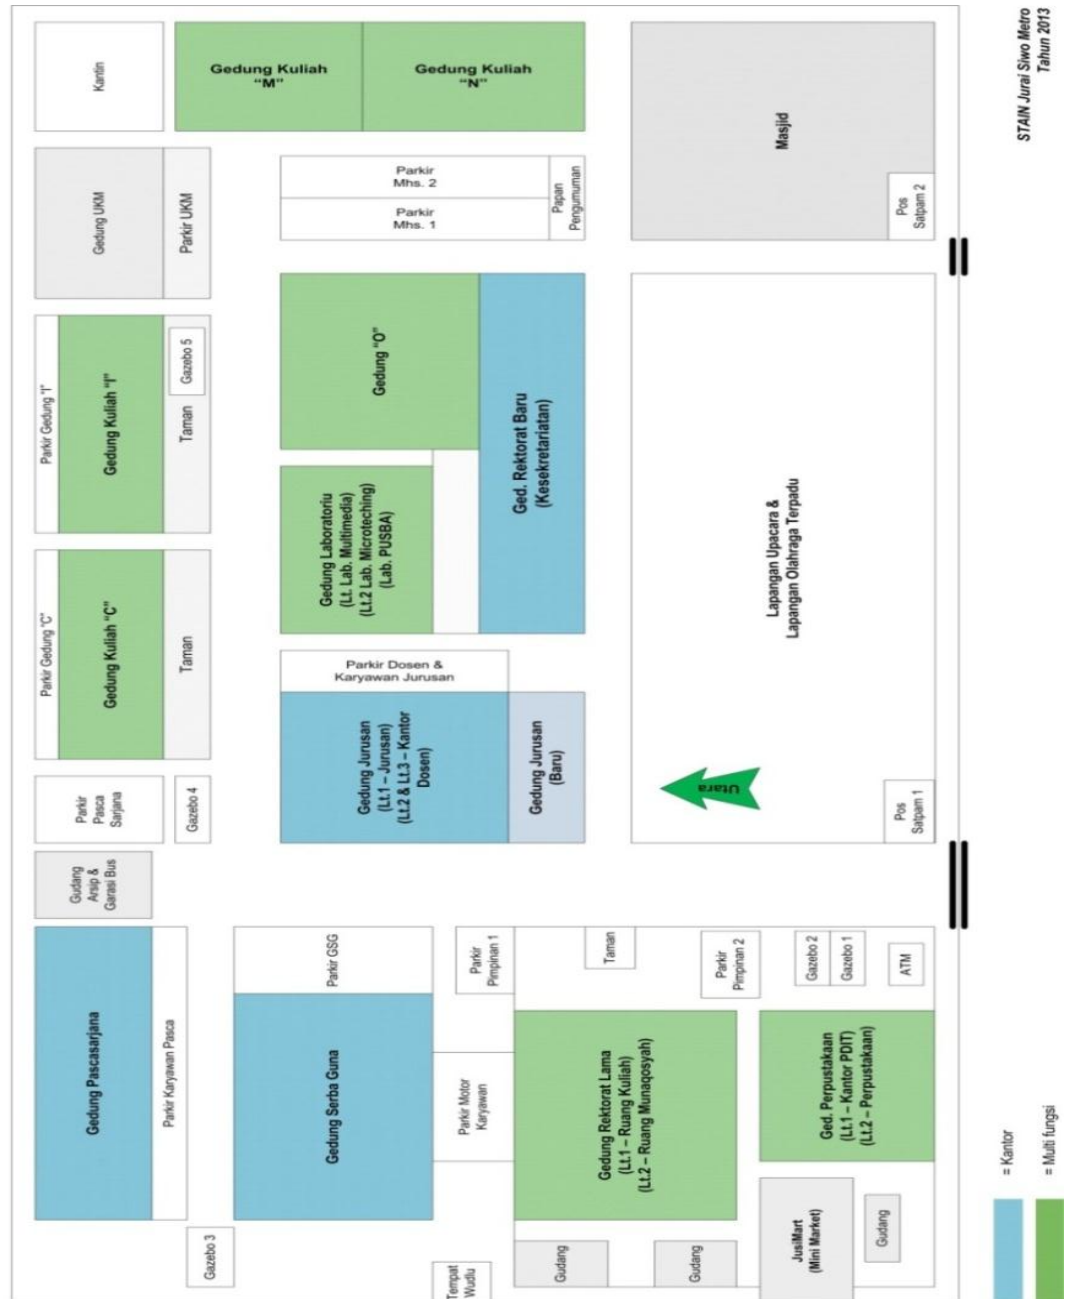 STAIN Jurai Siwo Metro
Tahun 2013
Kantin
Gedung Kuliah
“M”
Gedung Kuliah
“N”
Masjid
Pos
Satpam 2
Gedung UKM
Parkir UKM
Parkir
Mhs. 2
Parkir
Mhs. 1
Papan
Pengumuman
Parkir Gedung “I”
Gedung Kuliah “I”
Gazebo 5
Taman
Gedung “O”
Ged. Rektorat Baru
(Kesekretariatan)
Gedung Laboratoriu
(Lt. Lab. Multimedia)
(Lt.2 Lab. Microteching)
(Lab. PUSBA)
Lapangan Upacara &
Lapangan Olahraga Terpadu
Parkir Gedung “C”
Gedung Kuliah “C”
Taman
Parkir Dosen &
Karyawan Jurusan
Gedung Jurusan
(Lt.1 – Jurusan)
(Lt.2 & Lt.3 – Kantor
Dosen)
Gedung Jurusan
(Baru)
Utara
Pos
Satpam 1
Parkir
Pasca
Sarjana
Gazebo 4
Gudang
Arsip &
Garasi Bus
Gedung Pascasarjana
Parkir Karyawan Pasca
Parkir GSG
Gedung Serba Guna
Parkir
Pimpinan 1
Taman
Parkir
Pimpinan 2
Gazebo 2
Gazebo 1
ATM
Parkir Motor
Karyawan
Gedung Rektorat Lama
(Lt.1 – Ruang Kuliah)
(Lt.2 – Ruang Munaqosyah)
Ged. Perpustakaan
(Lt.1 – Kantor PDIT)
(Lt.2 – Perpustakaan)
Gazebo 3
Tempat
Wudlu
Gudang
Gudang
JusiMart
(Mini Market)
Gudang
= Kantor
= Multi fungsi